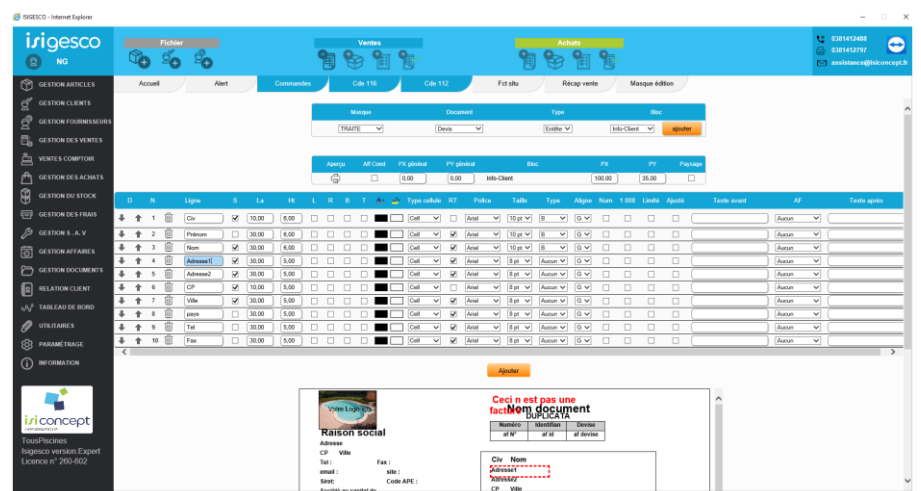 ISIGESCO - Internet Explorer
isigesco
NG
Fichier
Ventes
Achats
0381412488
0381412797
assistance@isiconcept.fr
Accueil
Alert
Commandes
Cde 116
Cde 112
Fct situ
Récap vente
Masque édition
GESTION ARTICLES
GESTION CLIENTS
GESTION FOURNISSEURS
GESTION DES VENTES
VENTES COMPTOIR
GESTION DES ACHATS
GESTION DU STOCK
GESTION DES FRAIS
GESTION S.A.V
GESTION AFFAIRES
GESTION DOCUMENTS
RELATION CLIENT
TABLEAU DE BORD
UTILITAIRES
PARAMÉTRAGE
INFORMATION
Masque Document Type Bloc
TRAITE Devis Entête Info-Client ajouter
Aperçu Aff Cond PX général PY général Bloc PX PY Paysage
0,00 0,00 Info-Client 100,00 35,00
D N Ligne S La Ht L R B T A Type cellule RT Police Taille Type Aligne Num 1 000 Limité Ajusté Texte avant AF Texte après
1 Civ 10,00 6,00 Cell Arial 10 pt B G Aucun
2 Prénom 30,00 6,00 Cell Arial 10 pt B G Aucun
3 Nom 30,00 6,00 Cell Arial 10 pt B G Aucun
4 Adresse1 30,00 5,00 Cell Arial 8 pt Aucun G Aucun
5 Adresse2 30,00 5,00 Cell Arial 8 pt Aucun G Aucun
6 CP 10,00 5,00 Cell Arial 8 pt Aucun G Aucun
7 Ville 30,00 5,00 Cell Arial 8 pt Aucun G Aucun
8 pays 30,00 5,00 Cell Arial 8 pt Aucun G Aucun
9 Tel 30,00 5,00 Cell Arial 8 pt Aucun G Aucun
10 Fax 30,00 5,00 Cell Arial 8 pt Aucun G Aucun
Ajouter
isiconcept
TousPiscines
Isigesco version:Expert
Licence n° 260-602
Votre Logo
Raison social
Adresse
CP Ville
Tel : Fax :
email : site :
Siret: Code APE :
Ceci n est pas une
facture
Nom document
DUPLICATA
Numéro Identifian Devise
af N° af id af devise
Civ Nom
Adresse1
Adresse2
CP Ville